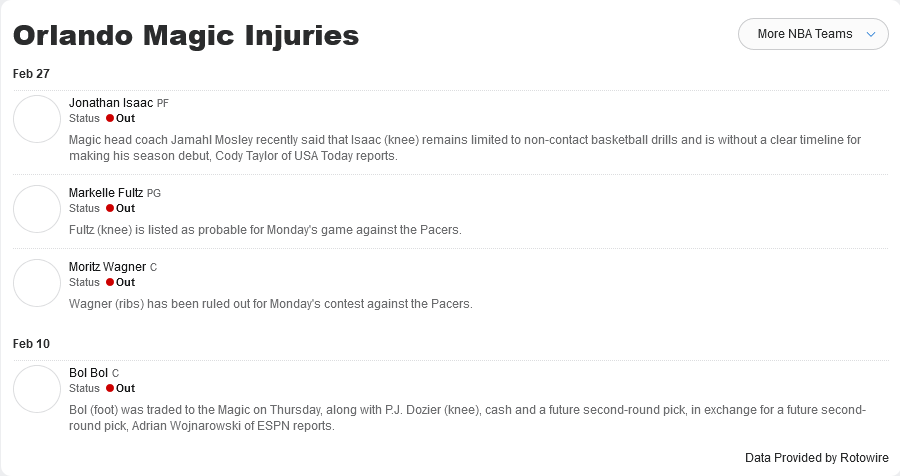 Orlando Magic Injuries
More NBA Teams
Feb 27
Jonathan Isaac PF
Status Out
Magic head coach Jamahl Mosley recently said that Isaac (knee) remains limited to non-contact basketball drills and is without a clear timeline for
making his season debut, Cody Taylor of USA Today reports.
Markelle Fultz PG
Status Out
Fultz (knee) is listed as probable for Monday's game against the Pacers.
Moritz Wagner C
Status Out
Wagner (ribs) has been ruled out for Monday's contest against the Pacers.
Feb 10
Bol Bol C
Status Out
Bol (foot) was traded to the Magic on Thursday, along with P.J. Dozier (knee), cash and a future second-round pick, in exchange for a future second-
round pick, Adrian Wojnarowski of ESPN reports.
Data Provided by Rotowire